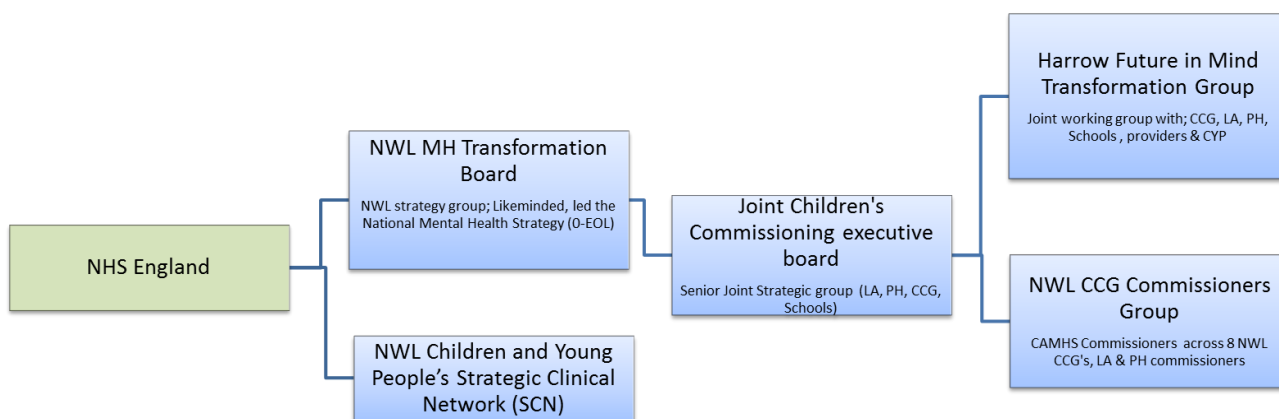 NHS England
NWL MH Transformation
Board
NWL strategy group; Likeminded, led the
National Mental Health Strategy (0-EOL)
NWL Children and Young
People’s Strategic Clinical
Network (SCN)
Joint Children's
Commissioning executive
board
Senior Joint Strategic group (LA, PH, CCG,
Schools)
Harrow Future in Mind
Transformation Group
Joint working group with; CCG, LA, PH,
Schools , providers & CYP
NWL CCG Commissioners
Group
CAMHS Commissioners across 8 NWL
CCG's, LA & PH commissioners